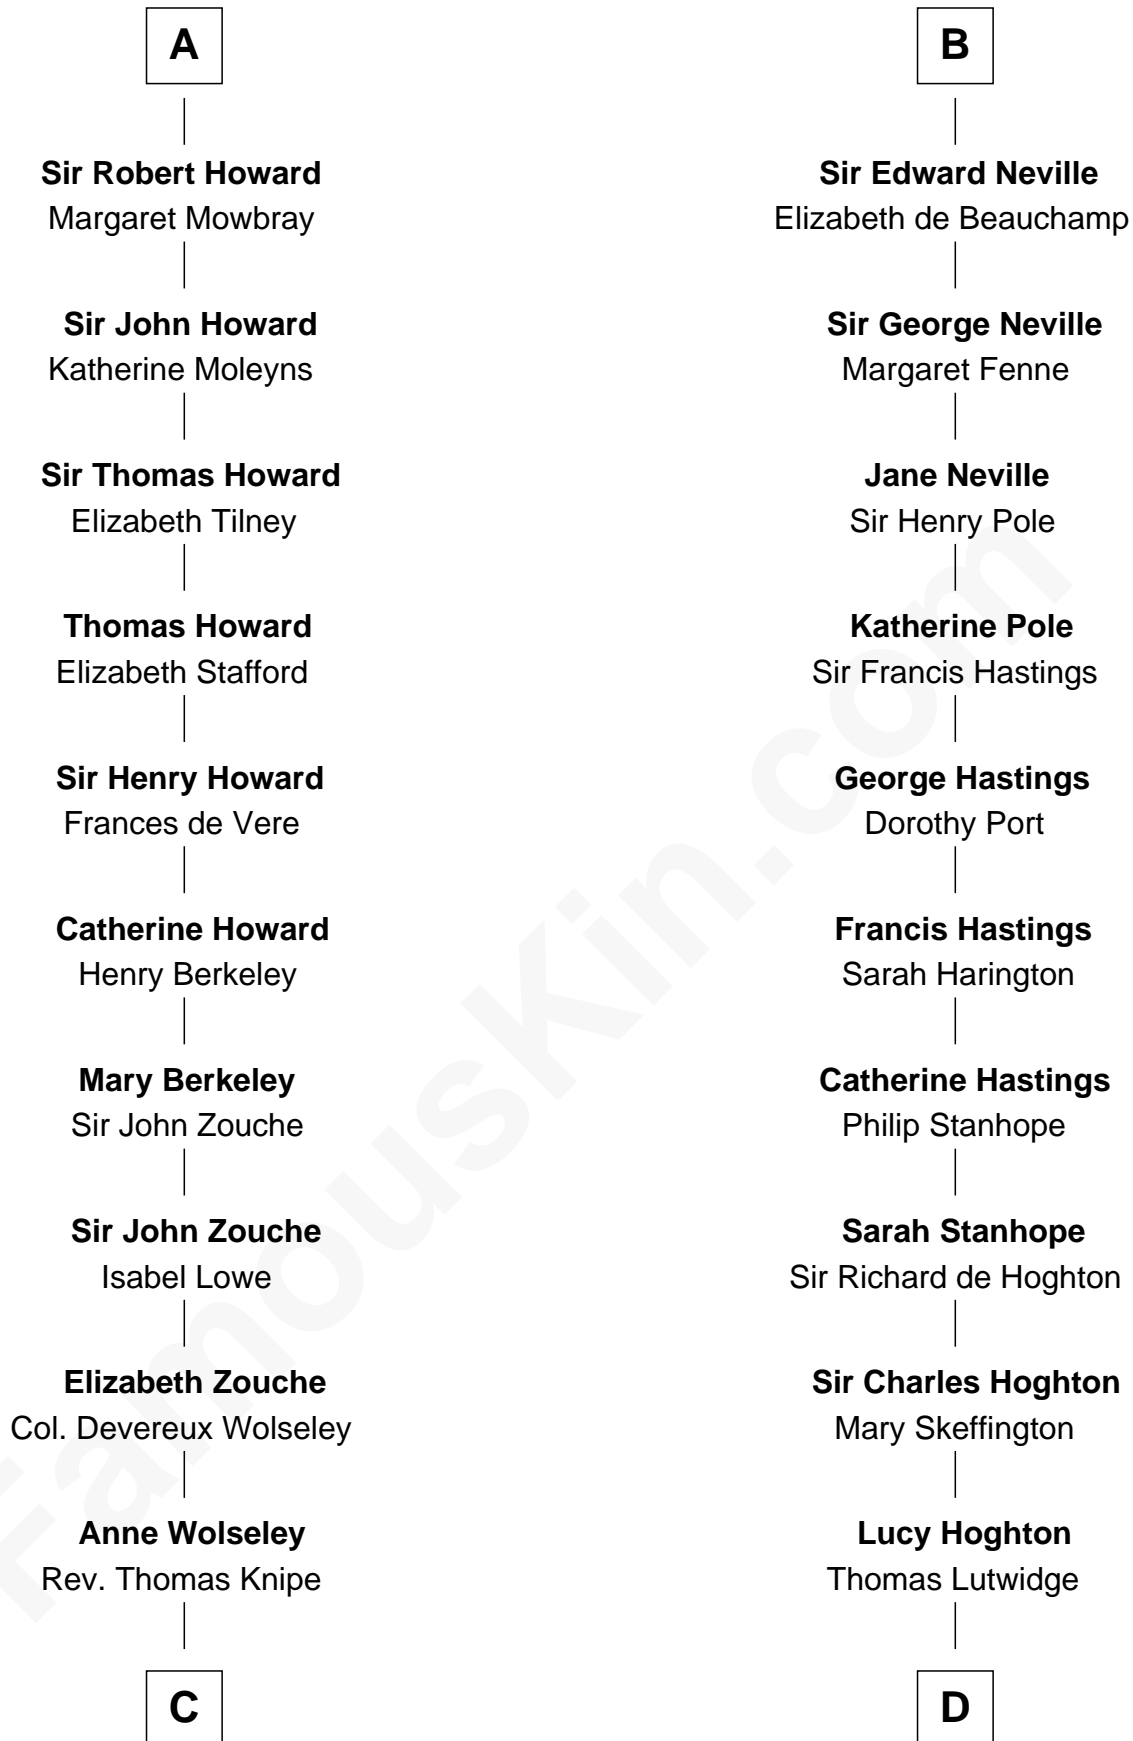 A
Sir Robert Howard
Margaret Mowbray
Sir John Howard
Katherine Moleyns
Sir Thomas Howard
Elizabeth Tilney
Thomas Howard
Elizabeth Stafford
Sir Henry Howard
Frances de Vere
Catherine Howard
Henry Berkeley
Mary Berkeley
Sir John Zouche
Sir John Zouche
Isabel Lowe
Elizabeth Zouche
Col. Devereux Wolseley
Anne Wolseley
Rev. Thomas Knipe
C
B
Sir Edward Neville
Elizabeth de Beauchamp
Sir George Neville
Margaret Fenne
Jane Neville
Sir Henry Pole
Katherine Pole
Sir Francis Hastings
George Hastings
Dorothy Port
Francis Hastings
Sarah Harington
Catherine Hastings
Philip Stanhope
Sarah Stanhope
Sir Richard de Hoghton
Sir Charles Hoghton
Mary Skeffington
Lucy Hoghton
Thomas Lutwidge
D
FamousKin.com